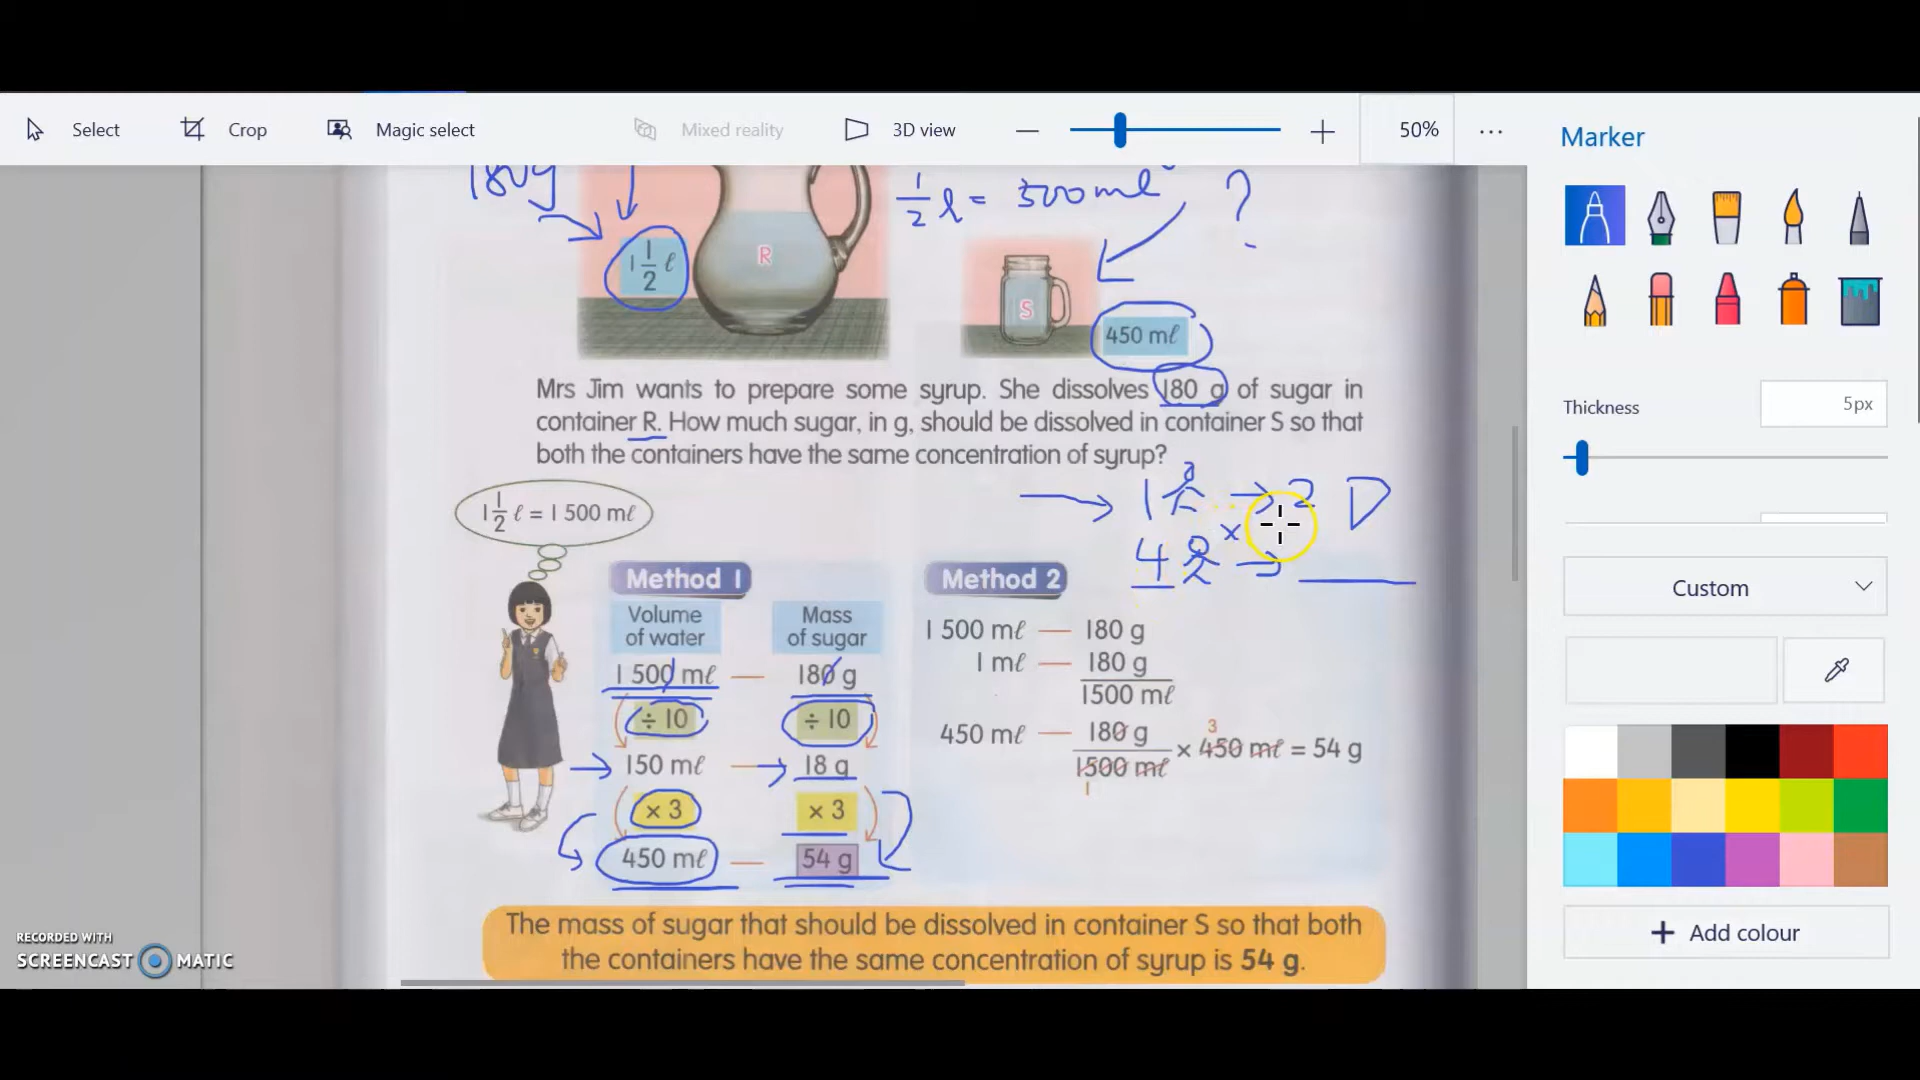 Select
Crop
Magic select
Mixed reality
3D view
50%
Marker
180g
1/2 ℓ = 500 ml
?
1 1/2 ℓ
R
S
450 mℓ
Mrs Jim wants to prepare some syrup. She dissolves 180 g of sugar in
container R. How much sugar, in g, should be dissolved in container S so that
both the containers have the same concentration of syrup?
Thickness
5px
1 → 2
×
4 →
1 1/2 ℓ = 1 500 mℓ
Method 1
Volume of water
Mass of sugar
1 500 mℓ — 180 g
÷ 10 ÷ 10
150 mℓ — 18 g
× 3 × 3
450 mℓ — 54 g
Method 2
1 500 mℓ — 180 g
1 mℓ — 180 g / 1500 mℓ
450 mℓ — 180 g / 1500 mℓ × 450 mℓ = 54 g
3
1
The mass of sugar that should be dissolved in container S so that both
the containers have the same concentration of syrup is 54 g.
Custom
+ Add colour
RECORDED WITH
SCREENCAST MATIC